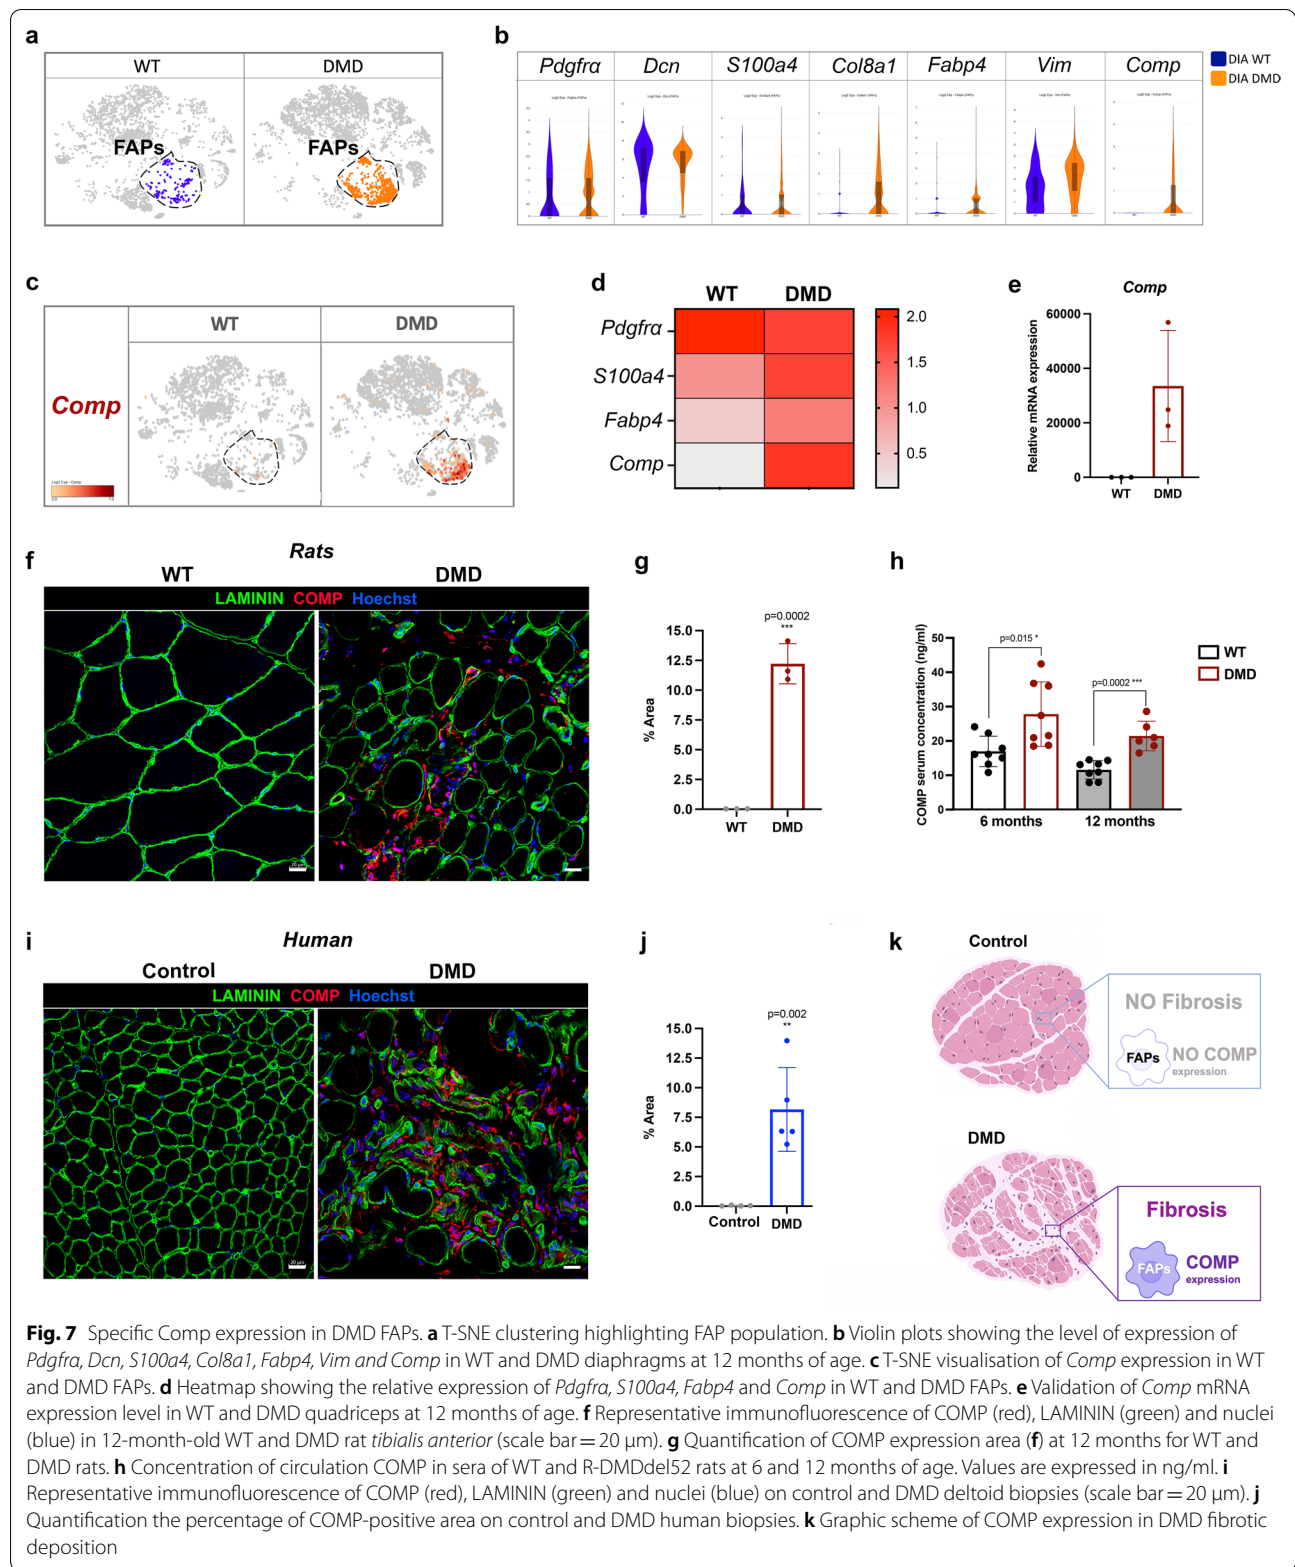 a
WT
DMD
FAPs
FAPs
b
Pdgfrα
Dcn
S100a4
Col8a1
Fabp4
Vim
Comp
DIA WT
DIA DMD
c
WT
DMD
Comp
Log2 Exp - Comp
d
WT
DMD
Pdgfrα
S100a4
Fabp4
Comp
2.0
1.5
1.0
0.5
e
Comp
Relative mRNA expression
60000
40000
20000
0
WT
DMD
f
Rats
WT
DMD
LAMININ COMP Hoechst
20 μm
g
p=0.0002
***
% Area
15.0
12.5
10.0
7.5
5.0
2.5
0.0
WT
DMD
h
COMP serum concentration (ng/ml)
50
40
30
20
10
0
p=0.015 *
p=0.0002 ***
6 months
12 months
WT
DMD
i
Human
Control
DMD
LAMININ COMP Hoechst
20 μm
j
p=0.002
**
% Area
15.0
12.5
10.0
7.5
5.0
2.5
0.0
Control
DMD
k
Control
NO Fibrosis
FAPs
NO COMP
expression
DMD
Fibrosis
FAPs
COMP
expression
Fig. 7 Specific Comp expression in DMD FAPs. a T-SNE clustering highlighting FAP population. b Violin plots showing the level of expression of
Pdgfra, Dcn, S100a4, Col8a1, Fabp4, Vim and Comp in WT and DMD diaphragms at 12 months of age. c T-SNE visualisation of Comp expression in WT
and DMD FAPs. d Heatmap showing the relative expression of Pdgfra, S100a4, Fabp4 and Comp in WT and DMD FAPs. e Validation of Comp mRNA
expression level in WT and DMD quadriceps at 12 months of age. f Representative immunofluorescence of COMP (red), LAMININ (green) and nuclei
(blue) in 12-month-old WT and DMD rat tibialis anterior (scale bar = 20 μm). g Quantification of COMP expression area (f) at 12 months for WT and
DMD rats. h Concentration of circulation COMP in sera of WT and R-DMDdel52 rats at 6 and 12 months of age. Values are expressed in ng/ml. i
Representative immunofluorescence of COMP (red), LAMININ (green) and nuclei (blue) on control and DMD deltoid biopsies (scale bar = 20 μm). j
Quantification the percentage of COMP-positive area on control and DMD human biopsies. k Graphic scheme of COMP expression in DMD fibrotic
deposition